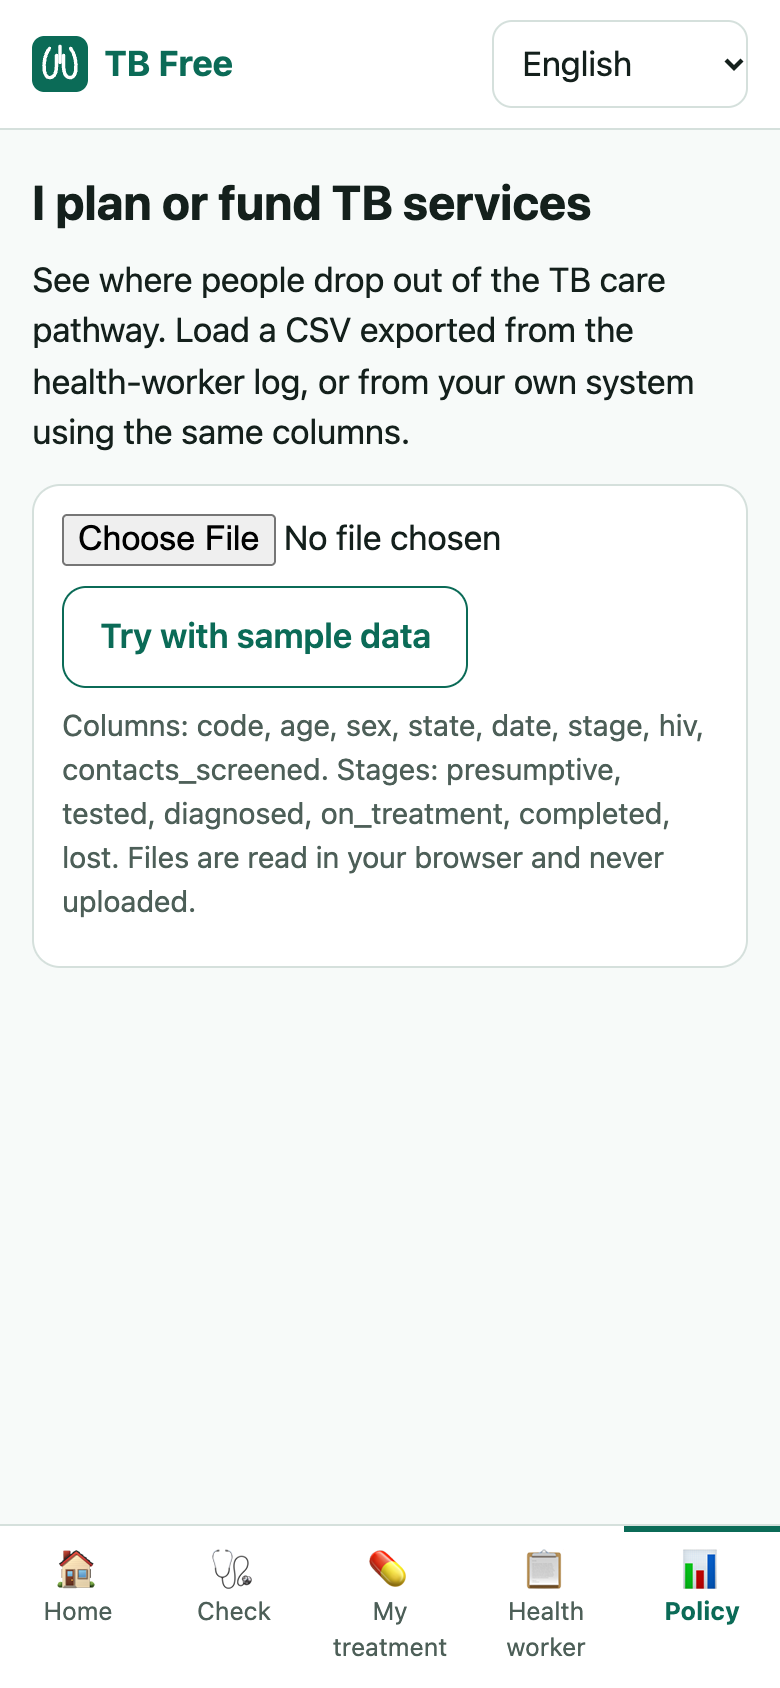 TB Free
English
I plan or fund TB services
See where people drop out of the TB care
pathway. Load a CSV exported from the
health-worker log, or from your own system
using the same columns.
Choose File No file chosen
Try with sample data
Columns: code, age, sex, state, date, stage, hiv,
contacts_screened. Stages: presumptive,
tested, diagnosed, on_treatment, completed,
lost. Files are read in your browser and never
uploaded.
Home
Check
My
treatment
Health
worker
Policy